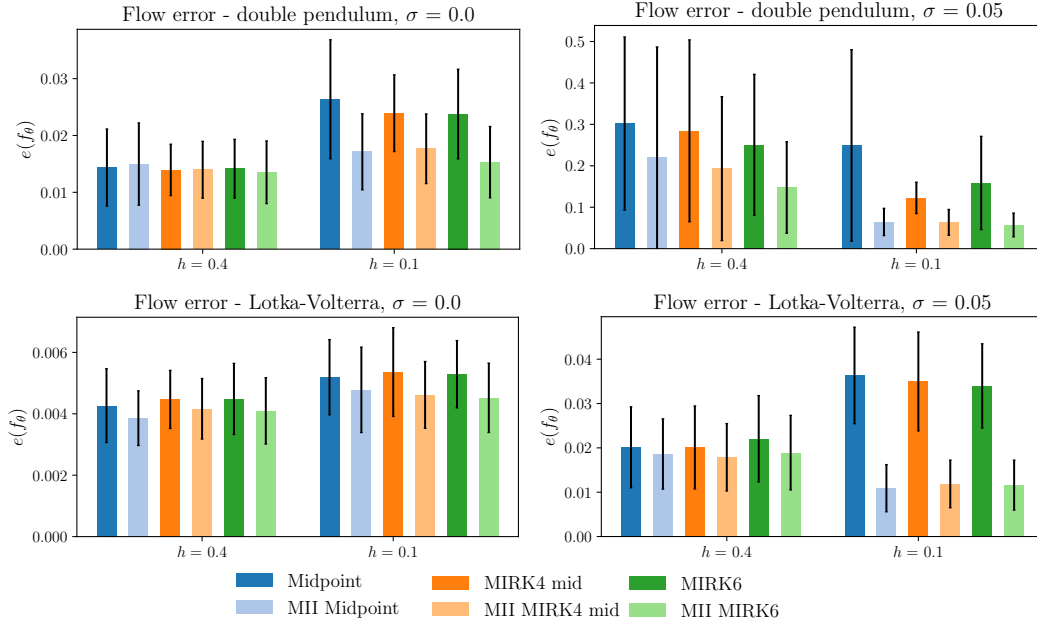 Flow error - double pendulum, σ = 0.0
0.03
0.02
0.01
0.00
e(f_θ)
h = 0.4
h = 0.1
Flow error - double pendulum, σ = 0.05
0.5
0.4
0.3
0.2
0.1
0.0
e(f_θ)
h = 0.4
h = 0.1
Flow error - Lotka-Volterra, σ = 0.0
0.006
0.004
0.002
0.000
e(f_θ)
h = 0.4
h = 0.1
Flow error - Lotka-Volterra, σ = 0.05
0.04
0.03
0.02
0.01
0.00
e(f_θ)
h = 0.4
h = 0.1
Midpoint
MII Midpoint
MIRK4 mid
MII MIRK4 mid
MIRK6
MII MIRK6